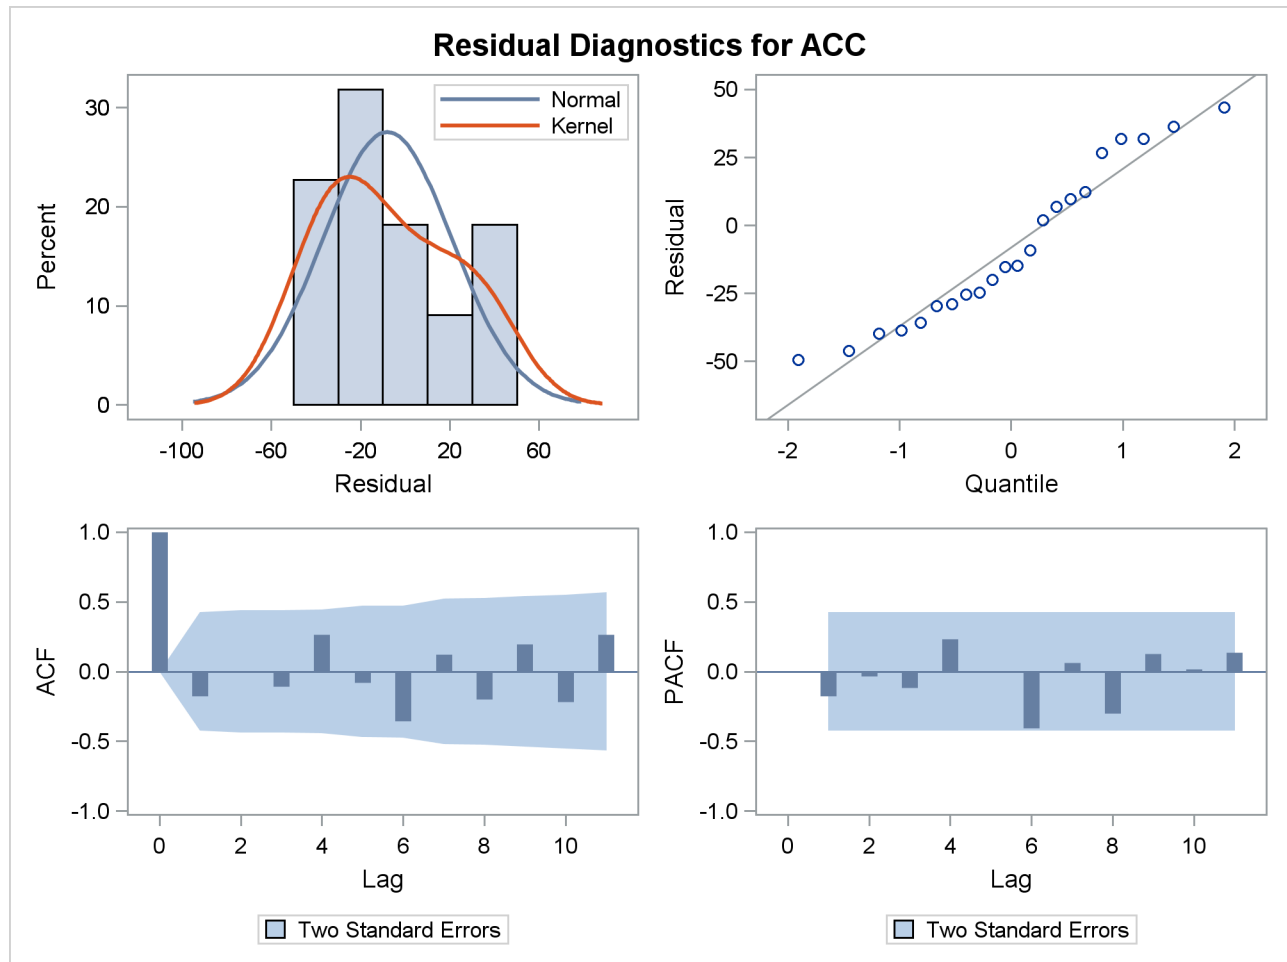 Residual Diagnostics for ACC
Percent
30
20
10
0
Normal
Kernel
-100 -60 -20 20 60
Residual
Residual
50
25
0
-25
-50
-2 -1 0 1 2
Quantile
ACF
1.0
0.5
0.0
-0.5
-1.0
0 2 4 6 8 10
Lag
Two Standard Errors
PACF
1.0
0.5
0.0
-0.5
-1.0
0 2 4 6 8 10
Lag
Two Standard Errors